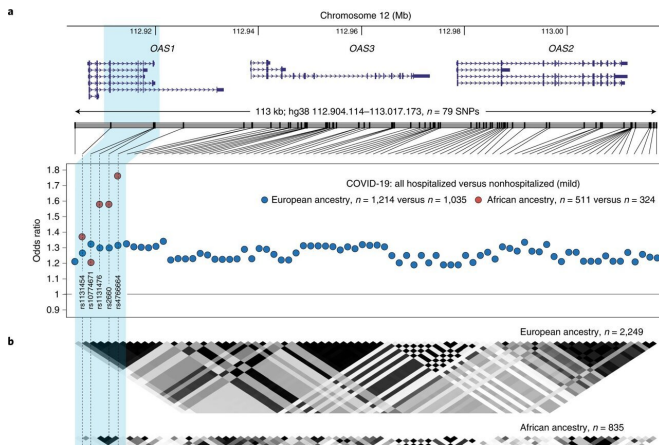 a
Chromosome 12 (Mb)
112.92
112.94
112.96
112.98
113.00
OAS1
OAS3
OAS2
113 kb; hg38 112.904.114–113.017.173, n = 79 SNPs
1.8
1.7
1.6
1.5
1.4
1.3
1.2
1.1
1
0.9
Odds ratio
COVID-19: all hospitalized versus nonhospitalized (mild)
European ancestry, n = 1,214 versus n = 1,035
African ancestry, n = 511 versus n = 324
rs1131454
rs10774671
rs1131476
rs2660
rs4766664
b
European ancestry, n = 2,249
African ancestry, n = 835